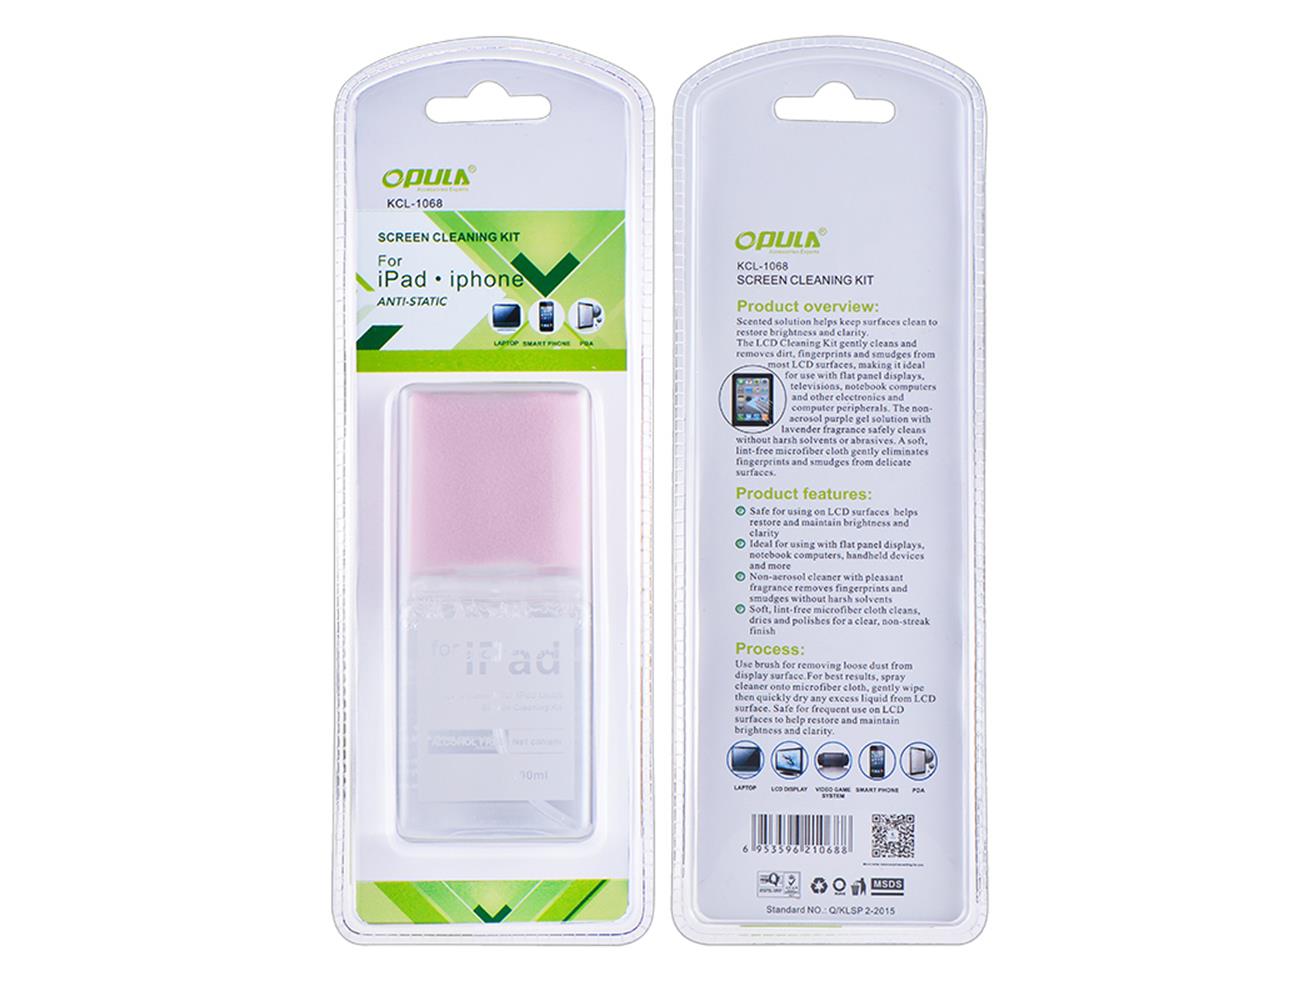 OPULA®
Accessories Experts
KCL-1068
SCREEN CLEANING KIT
For
iPad • iphone
ANTI-STATIC
LAPTOP SMART PHONE PDA
for iPad
Screen Cleaning Kit
ALCOHOL FREE Net content
OPULA®
Accessories Experts
KCL-1068
SCREEN CLEANING KIT
Product overview:
Scented solution helps keep surfaces clean to
restore brightness and clarity.
The LCD Cleaning Kit gently cleans and
removes dirt, fingerprints and smudges from
most LCD surfaces, making it ideal
for use with flat panel displays,
televisions, notebook computers
and other electronics and
computer peripherals. The non-
aerosol purple gel solution with
lavender fragrance safely cleans
without harsh solvents or abrasives. A soft,
lint-free microfiber cloth gently eliminates
fingerprints and smudges from delicate
surfaces.
Product features:
Safe for using on LCD surfaces helps
restore and maintain brightness and
clarity
Ideal for using with flat panel displays,
notebook computers, handheld devices
and more
Non-aerosol cleaner with pleasant
fragrance removes fingerprints and
smudges without harsh solvents
Soft, lint-free microfiber cloth cleans,
dries and polishes for a clear, non-streak
finish
Process:
Use brush for removing loose dust from
display surface.For best results, spray
cleaner onto microfiber cloth, gently wipe
then quickly dry any excess liquid from LCD
surface. Safe for frequent use on LCD
surfaces to help restore and maintain
brightness and clarity.
LAPTOP LCD DISPLAY VIDEO GAME SYSTEM SMART PHONE PDA
6 953596 210688
MSDS
Standard NO.: Q/KLSP 2-2015